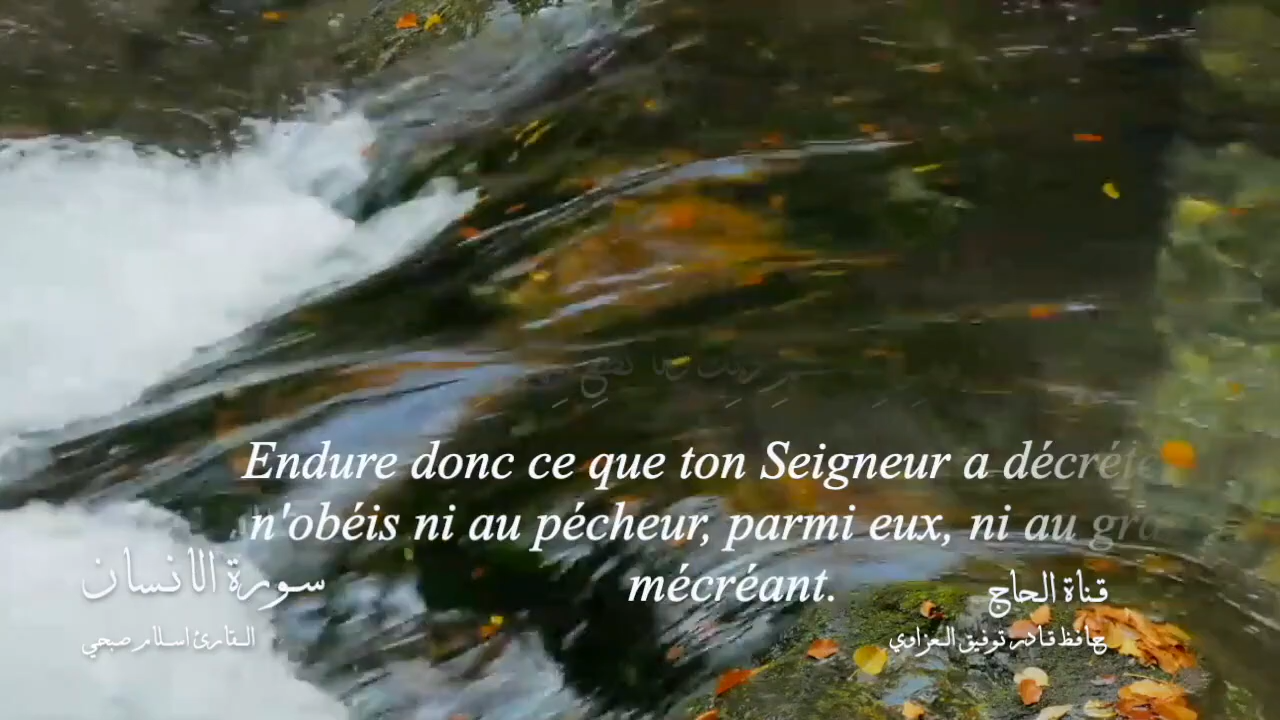 Endure donc ce que ton Seigneur a décrété
n'obéis ni au pécheur, parmi eux, ni au
mécréant.
سورة الانسان
القارئ اسلام صبحي
قناة الحاج
حافظ قادر توفيق العزاوي